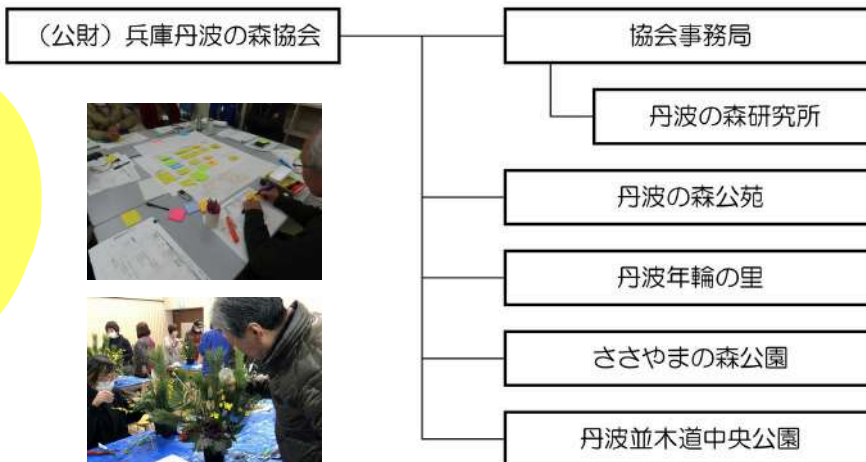 （公財）兵庫丹波の森協会
協会事務局
丹波の森研究所
丹波の森公苑
丹波年輪の里
ささやまの森公園
丹波並木道中央公園